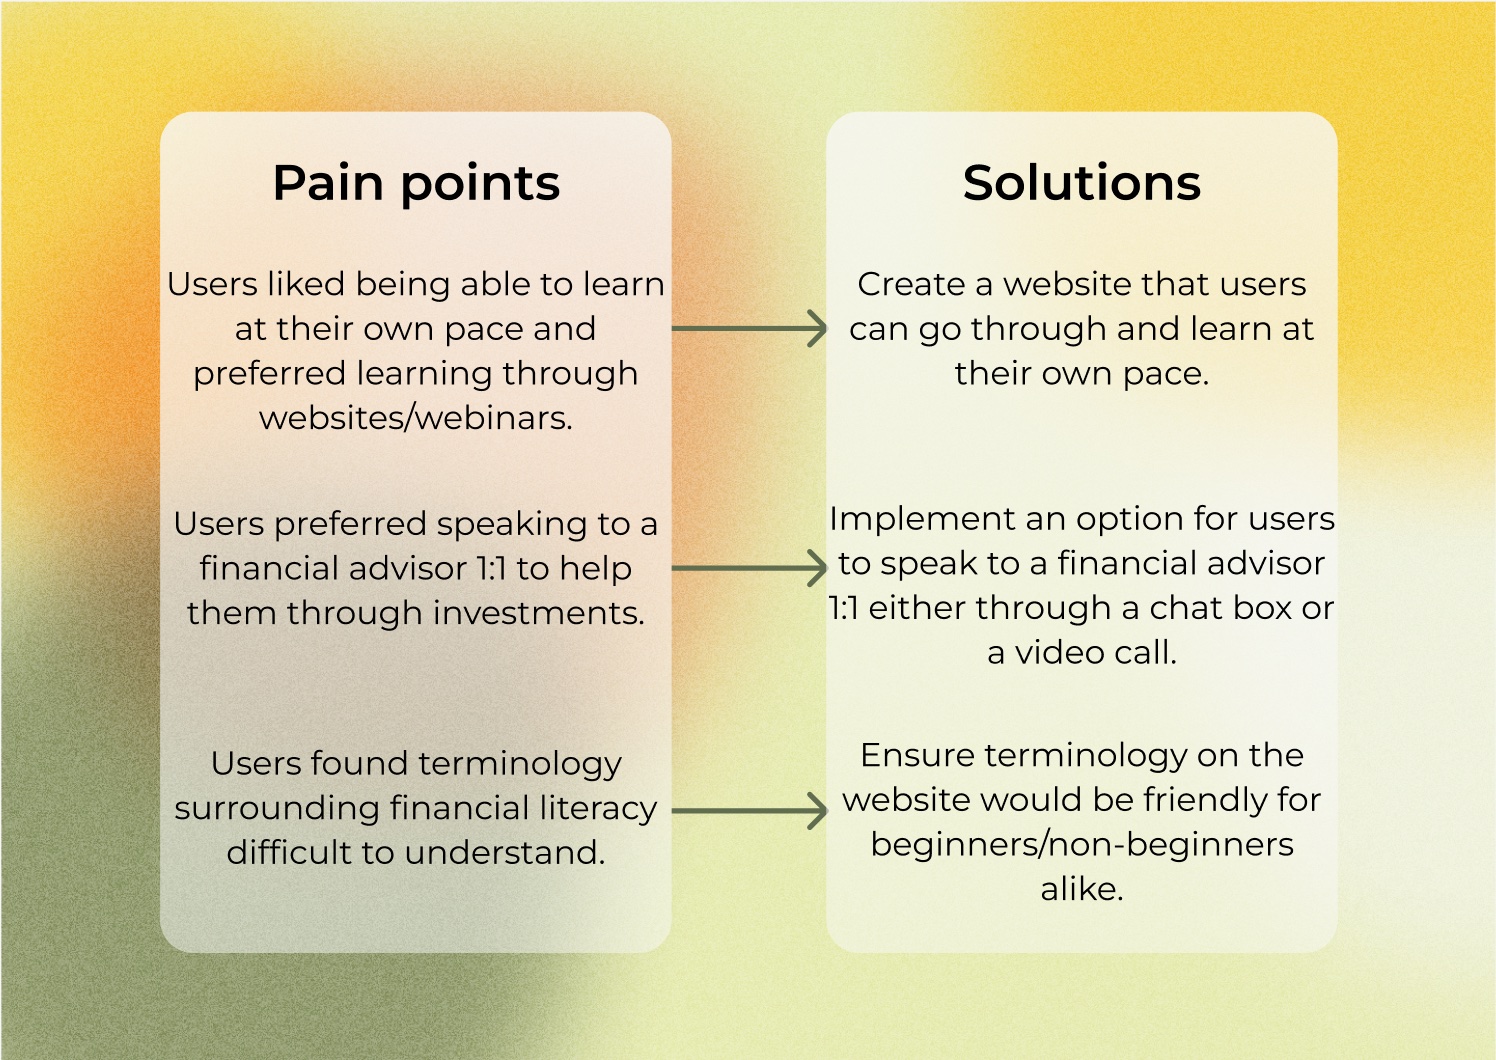 Pain points
Users liked being able to learn
at their own pace and
preferred learning through
websites/webinars.
Users preferred speaking to a
financial advisor 1:1 to help
them through investments.
Users found terminology
surrounding financial literacy
difficult to understand.
Solutions
Create a website that users
can go through and learn at
their own pace.
Implement an option for users
to speak to a financial advisor
1:1 either through a chat box or
a video call.
Ensure terminology on the
website would be friendly for
beginners/non-beginners
alike.